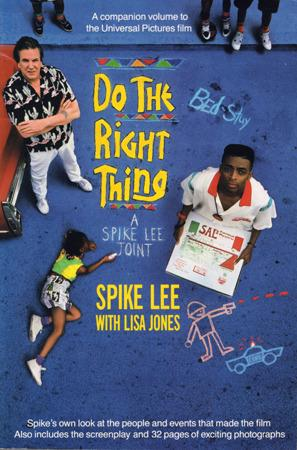 A companion volume to
the Universal Pictures film
DO THE
RIGHT
THING
Bed-Stuy
A
SPIKE LEE
JOINT
SAL'S
SPIKE LEE
WITH LISA JONES
Spike's own look at the people and events that made the film
Also includes the screenplay and 32 pages of exciting photographs